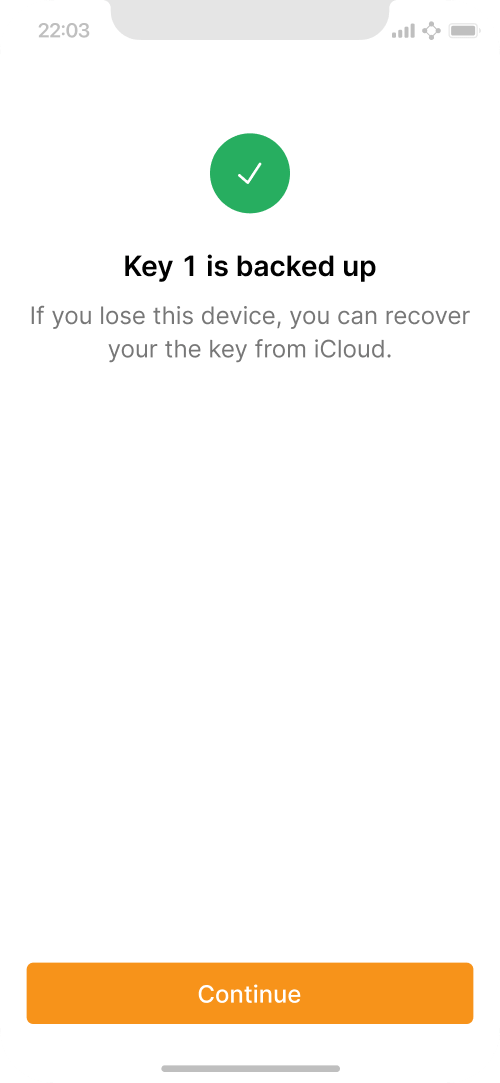 22:03
Key 1 is backed up
If you lose this device, you can recover
your the key from iCloud.
Continue